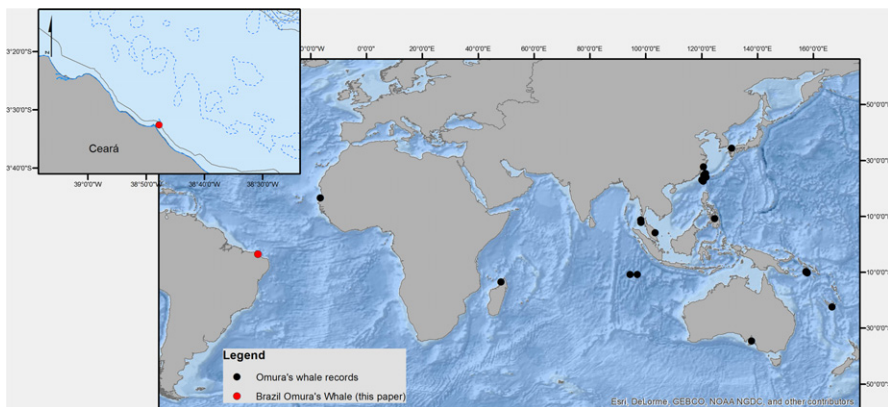 3°20'0"S
3°30'0"S
3°40'0"S
Ceará
39°0'0"W 38°50'0"W 38°40'0"W 38°30'0"W
0°0'0"W 0°0'0" 20°0'0"E 40°0'0"E 60°0'0"E 80°0'0"E 100°0'0"E 120°0'0"E 140°0'0"E 160°0'0"E
50°0'0"N
30°0'0"N
10°0'0"N
10°0'0"S
30°0'0"S
50°0'0"S
Legend
Omura's whale records
Brazil Omura's Whale (this paper)
Esri, DeLorme, GEBCO, NOAA NGDC, and other contributors